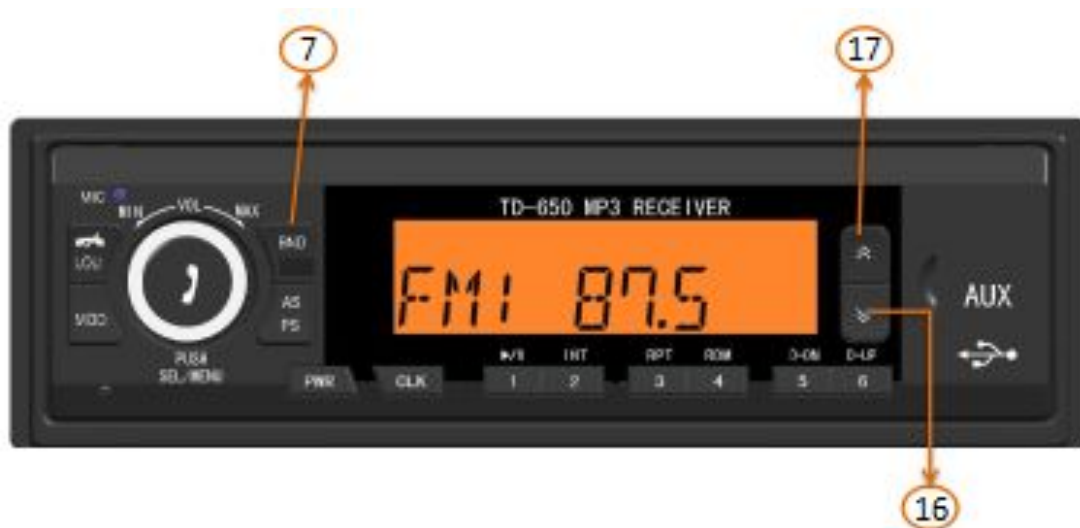 7
17
MIC
MIN VOL MAX
BND
LOU
AS
PS
MOD
PUSH
SEL/MENU
PWR
CLK
TD-650 MP3 RECEIVER
FM1 87.5
INT
RPT
RDM
D-DN
D-UP
1
2
3
4
5
6
AUX
16